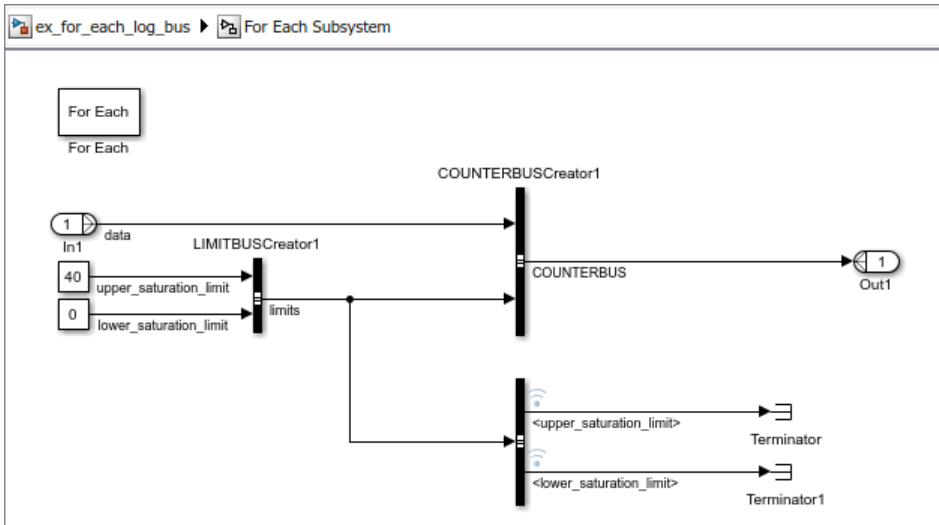 ex_for_each_log_bus For Each Subsystem
For Each
For Each
COUNTERBUSCreator1
1
data
In1
LIMITBUSCreator1
40
upper_saturation_limit
0
lower_saturation_limit
limits
COUNTERBUS
1
Out1
<upper_saturation_limit>
Terminator
<lower_saturation_limit>
Terminator1